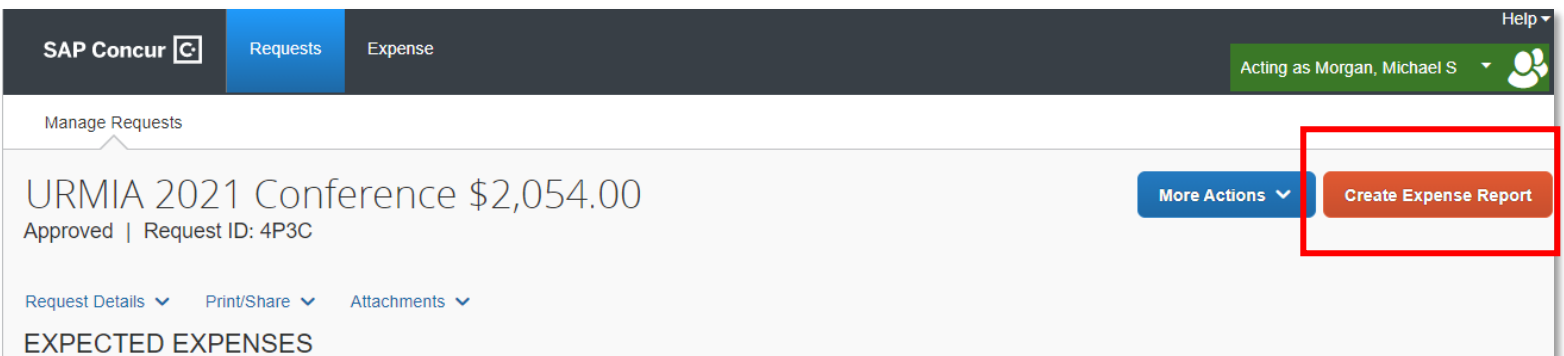 Help
SAP Concur C. Requests Expense
Acting as Morgan, Michael S
Manage Requests
URMIA 2021 Conference $2,054.00
More Actions Create Expense Report
Approved | Request ID: 4P3C
Request Details Print/Share Attachments
EXPECTED EXPENSES